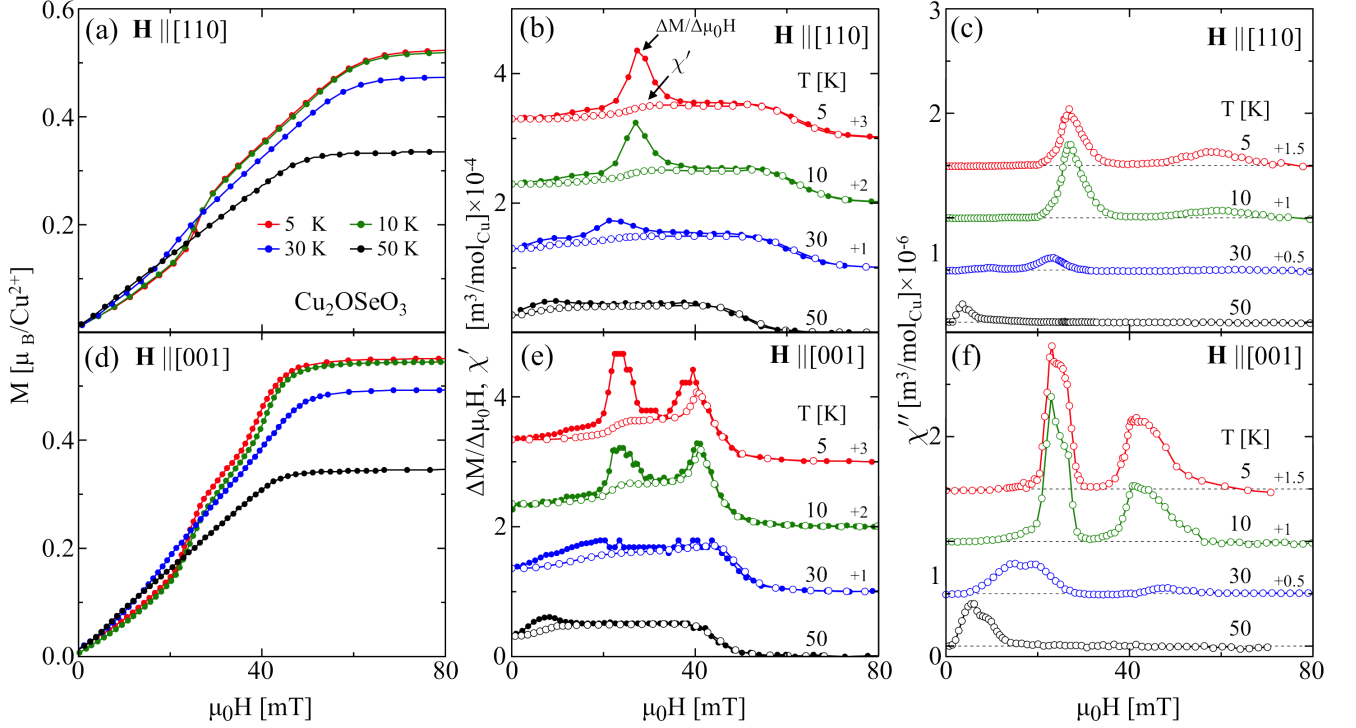 (a) H ||[110]
0.6
0.4
0.2
5 K 10 K
30 K 50 K
Cu₂OSeO₃
M [μ B/Cu²⁺]
(d) H ||[001]
0.4
0.2
0.0
0 40 80
μ₀H [mT]
(b) ΔM/Δμ₀H H ||[110]
χ′
T [K]
4
2
5 +3
10 +2
30 +1
50
ΔM/Δμ₀H, χ′ [m³/mol_Cu]×10⁻⁴
(e) H ||[001]
T [K]
4
2
0
5 +3
10 +2
30 +1
50
0 40 80
μ₀H [mT]
(c) H ||[110]
3
2
1
T [K]
5 +1.5
10 +1
30 +0.5
50
χ′′ [m³/mol_Cu]×10⁻⁶
(f) H ||[001]
2
1
0
T [K]
5 +1.5
10 +1
30 +0.5
50
0 40 80
μ₀H [mT]